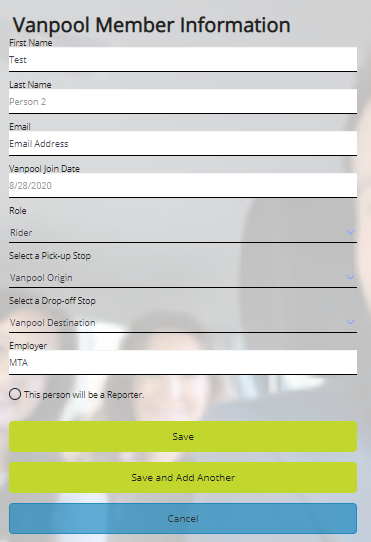 Vanpool Member Information
First Name
Test
Last Name
Person 2
Email
Email Address
Vanpool Join Date
8/28/2020
Role
Rider
Select a Pick-up Stop
Vanpool Origin
Select a Drop-off Stop
Vanpool Destination
Employer
MTA
This person will be a Reporter.
Save
Save and Add Another
Cancel